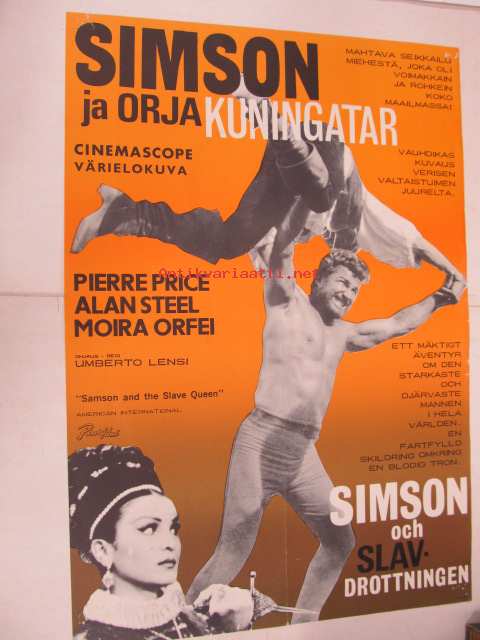 SIMSON
ja ORJA
KUNINGATAR
MAHTAVA SEIKKAILU
MIEHESTÄ, JOKA OLI
VOIMAKKAIN
JA ROHKEIN
KOKO
MAAILMASSA!
CINEMASCOPE
VÄRIELOKUVA
VAUHDIKAS
KUVAUS
VERISEN
VALTAISTUIMEN
JUURELTA.
Antikvariaatti.net
PIERRE PRICE
ALAN STEEL
MOIRA ORFEI
OHJAUS - REGI
UMBERTO LENSI
"Samson and the Slave Queen"
AMERICAN INTERNATIONAL
ETT MÄKTIGT
ÄVENTYR
OM DEN
STARKASTE
OCH
DJÄRVASTE
MANNEN
I HELA
VÄRLDEN.
EN
FARTFYLLD
SKILDRING OMKRING
EN BLODIG TRON.
SIMSON
och
SLAV-
DROTTNINGEN